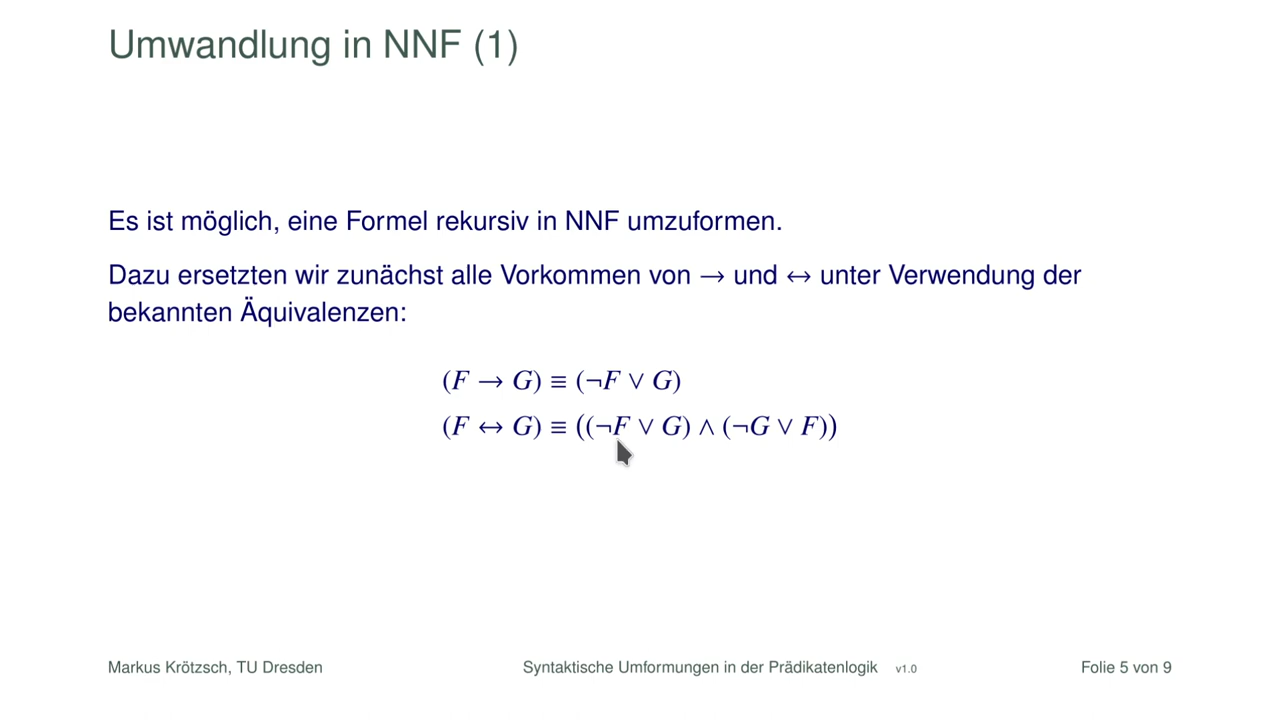 Umwandlung in NNF (1)
Es ist möglich, eine Formel rekursiv in NNF umzuformen.
Dazu ersetzten wir zunächst alle Vorkommen von → und ↔ unter Verwendung der
bekannten Äquivalenzen:
(F → G) ≡ (¬F ∨ G)
(F ↔ G) ≡ ((¬F ∨ G) ∧ (¬G ∨ F))
Markus Krötzsch, TU Dresden Syntaktische Umformungen in der Prädikatenlogik v1.0 Folie 5 von 9